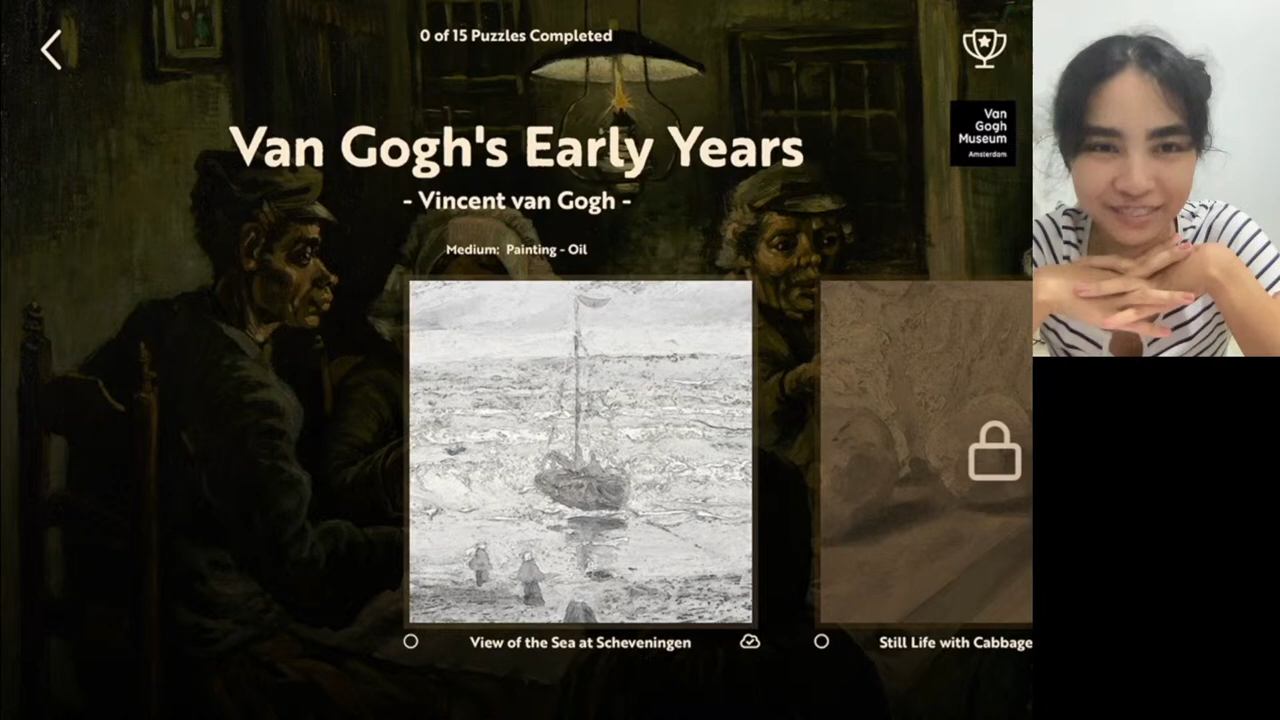 0 of 15 Puzzles Completed
Van Gogh's Early Years
- Vincent van Gogh -
Medium: Painting - Oil
Van
Gogh
Museum
Amsterdam
View of the Sea at Scheveningen
Still Life with Cabbage